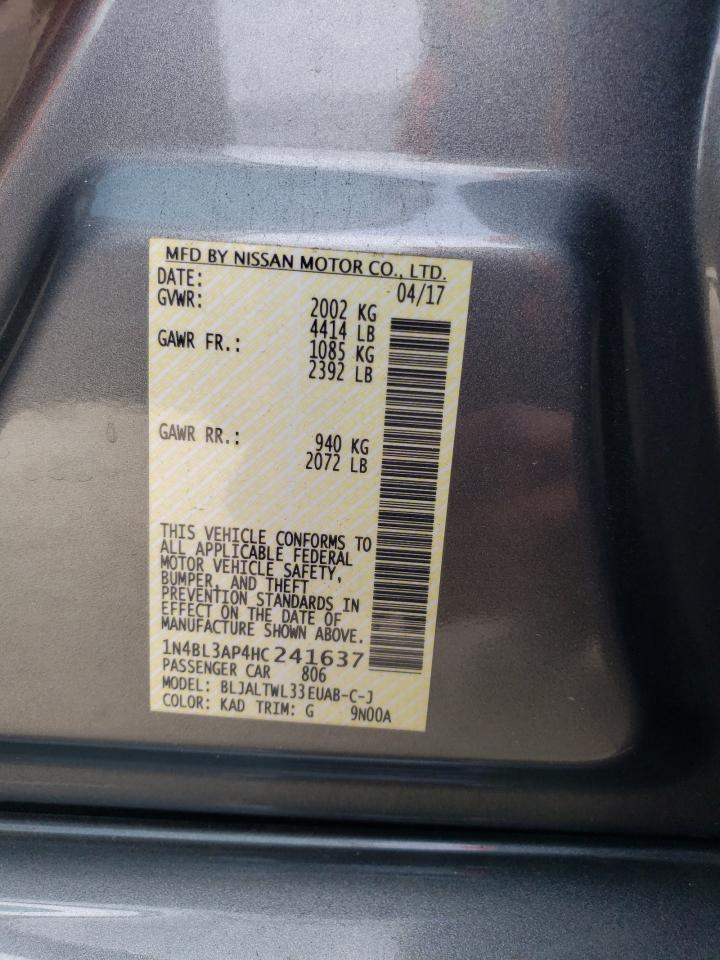 MFD BY NISSAN MOTOR CO., LTD.
DATE: 04/17
GVWR: 2002 KG
4414 LB
GAWR FR.: 1085 KG
2392 LB
GAWR RR.: 940 KG
2072 LB
THIS VEHICLE CONFORMS TO
ALL APPLICABLE FEDERAL
MOTOR VEHICLE SAFETY,
BUMPER, AND THEFT
PREVENTION STANDARDS IN
EFFECT ON THE DATE OF
MANUFACTURE SHOWN ABOVE.
1N4BL3AP4HC241637
PASSENGER CAR 806
MODEL: BLJALTWL33EUAB-C-J
COLOR: KAD TRIM: G 9N00A